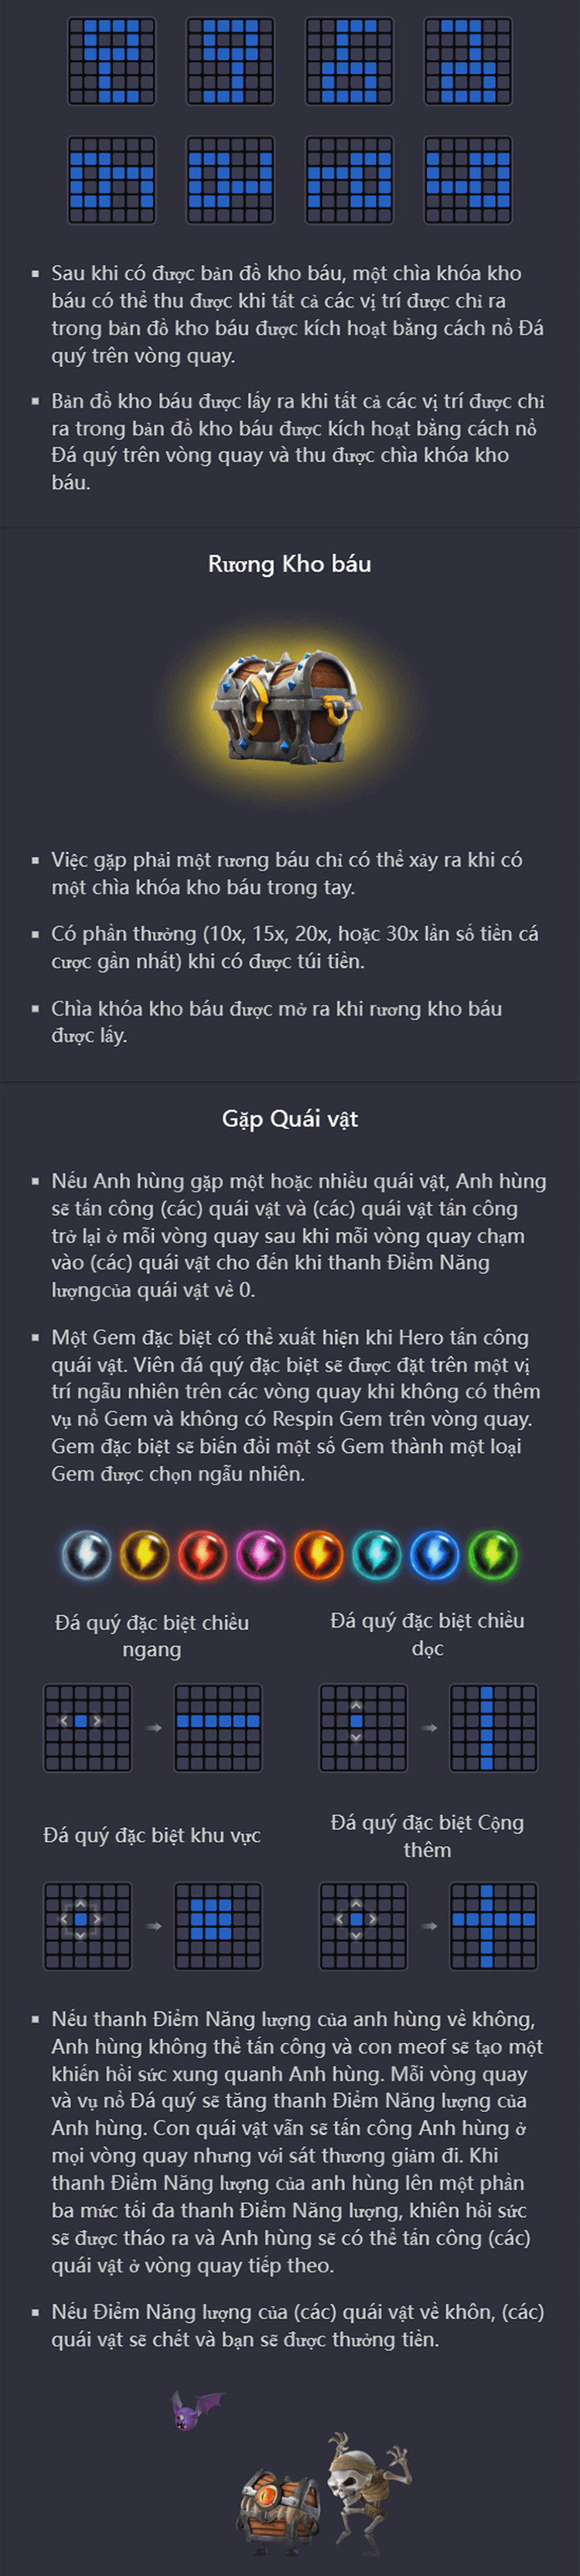 Sau khi có được bản đồ kho báu, một chìa khóa kho
báu có thể thu được khi tất cả các vị trí được chỉ ra
trong bản đồ kho báu được kích hoạt bằng cách nổ Đá
quý trên vòng quay.
Bản đồ kho báu được lấy ra khi tất cả các vị trí được chỉ
ra trong bản đồ kho báu được kích hoạt bằng cách nổ
Đá quý trên vòng quay và thu được chìa khóa kho
báu.
Rương Kho báu
Việc gặp phải một rương báu chỉ có thể xảy ra khi có
một chìa khóa kho báu trong tay.
Có phần thưởng (10x, 15x, 20x, hoặc 30x lần số tiền cá
cược gần nhất) khi có được túi tiền.
Chìa khóa kho báu được mở ra khi rương kho báu
được lấy.
Gặp Quái vật
Nếu Anh hùng gặp một hoặc nhiều quái vật, Anh hùng
sẽ tấn công (các) quái vật và (các) quái vật tấn công
trở lại ở mỗi vòng quay sau khi mỗi vòng quay chạm
vào (các) quái vật cho đến khi thanh Điểm Năng
lượngcủa quái vật về 0.
Một Gem đặc biệt có thể xuất hiện khi Hero tấn công
quái vật. Viên đá quý đặc biệt sẽ được đặt trên một vị
trí ngẫu nhiên trên các vòng quay khi không có thêm
vụ nổ Gem và không có Respin Gem trên vòng quay.
Gem đặc biệt sẽ biến đổi một số Gem thành một loại
Gem được chọn ngẫu nhiên.
Đá quý đặc biệt chiều
ngang
Đá quý đặc biệt chiều
dọc
Đá quý đặc biệt khu vực
Đá quý đặc biệt Cộng
thêm
Nếu thanh Điểm Năng lượng của anh hùng về không,
Anh hùng không thể tấn công và con meof sẽ tạo một
khiến hồi sức xung quanh Anh hùng. Mỗi vòng quay
và vụ nổ Đá quý sẽ tăng thanh Điểm Năng lượng của
Anh hùng. Con quái vật vẫn sẽ tấn công Anh hùng ở
mọi vòng quay nhưng với sát thương giảm đi. Khi
thanh Điểm Năng lượng của anh hùng lên một phần
ba mức tối đa thanh Điểm Năng lượng, khiên hồi sức
sẽ được tháo ra và Anh hùng sẽ có thể tấn công (các)
quái vật ở vòng quay tiếp theo.
Nếu Điểm Năng lượng của (các) quái vật về khôn, (các)
quái vật sẽ chết và bạn sẽ được thưởng tiền.